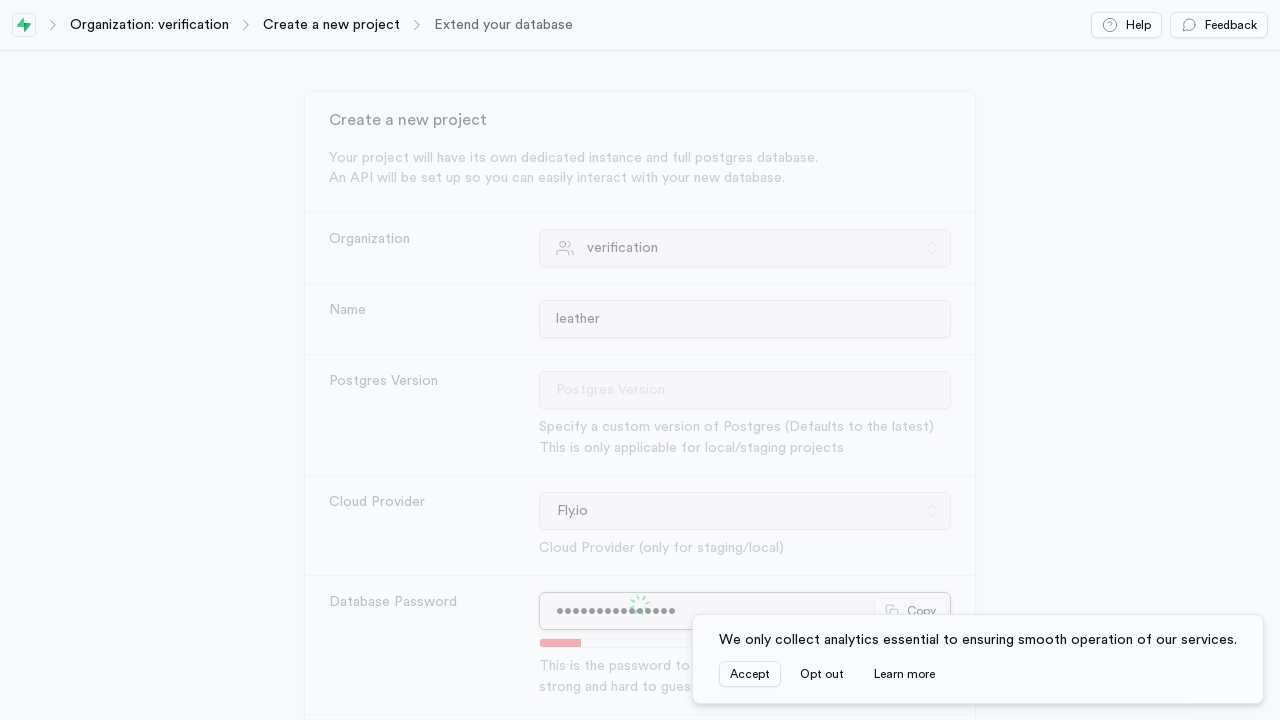 Organization: verification
Create a new project
Extend your database
Help
Feedback
Create a new project
Your project will have its own dedicated instance and full postgres database.
An API will be set up so you can easily interact with your new database.
Organization
verification
Name
leather
Postgres Version
Postgres Version
Specify a custom version of Postgres (Defaults to the latest)
This is only applicable for local/staging projects
Cloud Provider
Fly.io
Cloud Provider (only for staging/local)
Database Password
Copy
This is the password to
strong and hard to gues
We only collect analytics essential to ensuring smooth operation of our services.
Accept
Opt out
Learn more